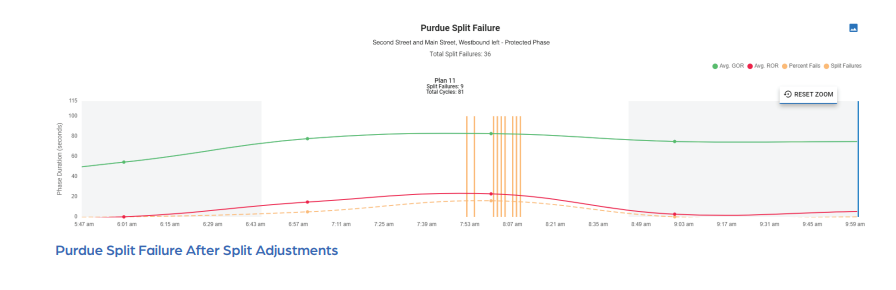 Purdue Split Failure
Second Street and Main Street, Westbound left - Protected Phase
Total Split Failures: 36
Avg. GOR Avg. ROR Percent Fails Split Failures
Plan 11
Split Failures: 9
Total Cycles: 81
RESET ZOOM
Phase Duration (seconds)
115
100
80
60
40
20
0
5:47 am 6:01 am 6:15 am 6:29 am 6:43 am 6:57 am 7:11 am 7:25 am 7:39 am 7:53 am 8:07 am 8:21 am 8:35 am 8:49 am 9:03 am 9:17 am 9:31 am 9:45 am 9:59 am
Purdue Split Failure After Split Adjustments